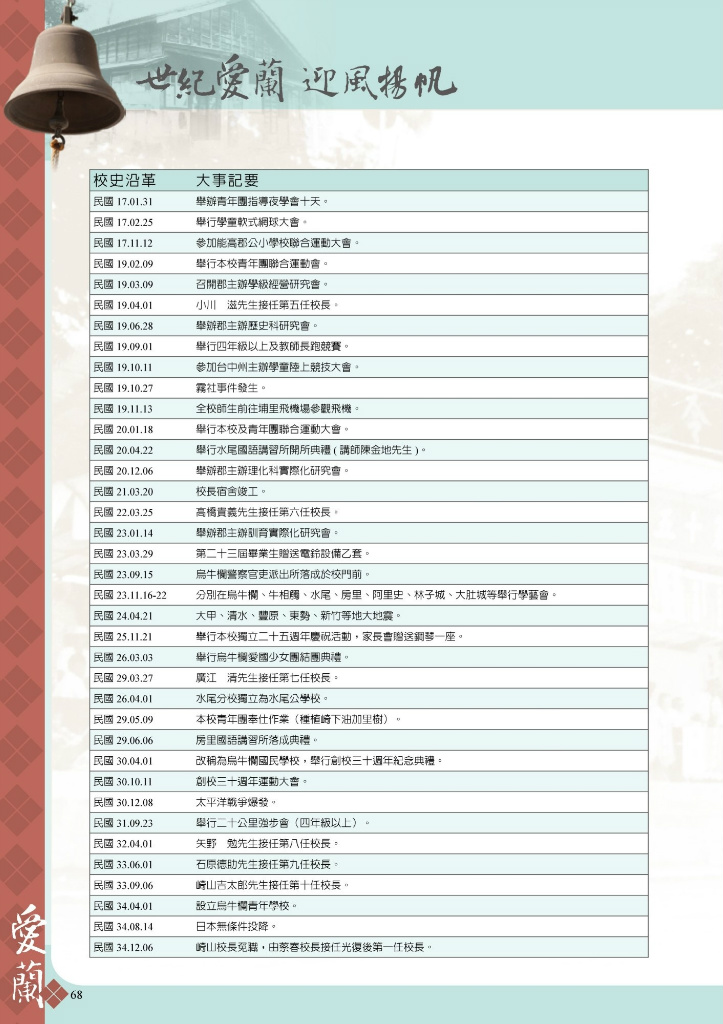 世紀愛蘭 迎風揚帆
校史沿革 大事記要
民國 17.01.31 舉辦青年團指導夜學會十天。
民國 17.02.25 舉行學童軟式網球大會。
民國 17.11.12 參加能高郡公小學校聯合運動大會。
民國 19.02.09 舉行本校青年團聯合運動會。
民國 19.03.09 召開郡主辦學級經營研究會。
民國 19.04.01 小川 滋先生接任第五任校長。
民國 19.06.28 舉辦郡主辦歷史科研究會。
民國 19.09.01 舉行四年級以上及教師長跑競賽。
民國 19.10.11 參加台中州主辦學童陸上競技大會。
民國 19.10.27 霧社事件發生。
民國 19.11.13 全校師生前往埔里飛機場參觀飛機。
民國 20.01.18 舉行本校及青年團聯合運動大會。
民國 20.04.22 舉行水尾國語講習所開所典禮 ( 講師陳金地先生 )。
民國 20.12.06 舉辦郡主辦理化科實際化研究會。
民國 21.03.20 校長宿舍竣工。
民國 22.03.25 高橋貴義先生接任第六任校長。
民國 23.01.14 舉辦郡主辦訓育實際化研究會。
民國 23.03.29 第二十三屆畢業生贈送電鈴設備乙套。
民國 23.09.15 烏牛欄警察官吏派出所落成於校門前。
民國 23.11.16-22 分別在烏牛欄、牛相觸、水尾、房里、阿里史、林子城、大肚城等舉行學藝會。
民國 24.04.21 大甲、清水、豐原、東勢、新竹等地大地震。
民國 25.11.21 舉行本校獨立二十五週年慶祝活動，家長會贈送鋼琴一座。
民國 26.03.03 舉行烏牛欄愛國少女團結團典禮。
民國 29.03.27 廣江 清先生接任第七任校長。
民國 26.04.01 水尾分校獨立為水尾公學校。
民國 29.05.09 本校青年團奉仕作業（種植崎下油加里樹）。
民國 29.06.06 房里國語講習所落成典禮。
民國 30.04.01 改稱為烏牛欄國民學校，舉行創校三十週年紀念典禮。
民國 30.10.11 創校三十週年運動大會。
民國 30.12.08 太平洋戰爭爆發。
民國 31.09.23 舉行二十公里強步會（四年級以上）。
民國 32.04.01 矢野 勉先生接任第八任校長。
民國 33.06.01 石原德助先生接任第九任校長。
民國 33.09.06 崎山吉太郎先生接任第十任校長。
民國 34.04.01 設立烏牛欄青年學校。
民國 34.08.14 日本無條件投降。
民國 34.12.06 崎山校長免職，由蔡春校長接任光復後第一任校長。
愛蘭
68